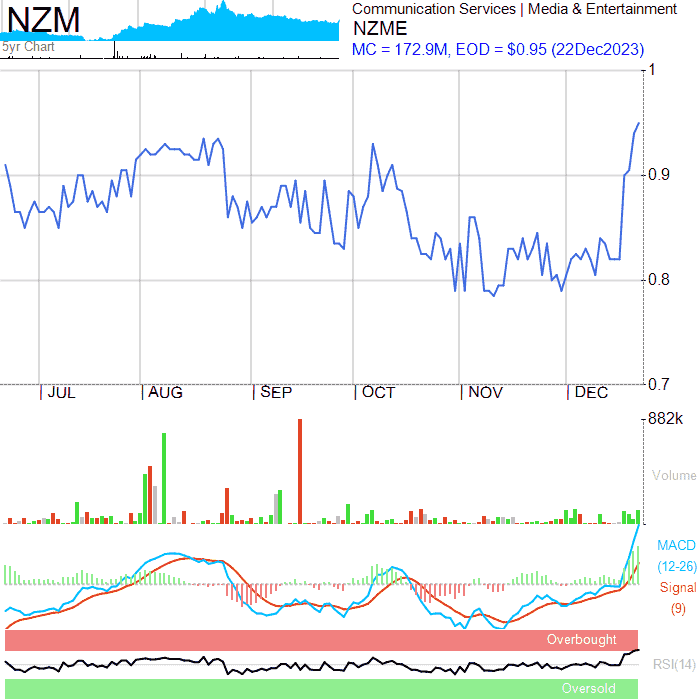 NZM
5yr Chart
Communication Services | Media & Entertainment
NZME
MC = 172.9M, EOD = $0.95 (22Dec2023)
1
0.9
0.8
0.7
JUL AUG SEP OCT NOV DEC
882k
Volume
MACD
(12-26)
Signal
(9)
Overbought
RSI(14)
Oversold